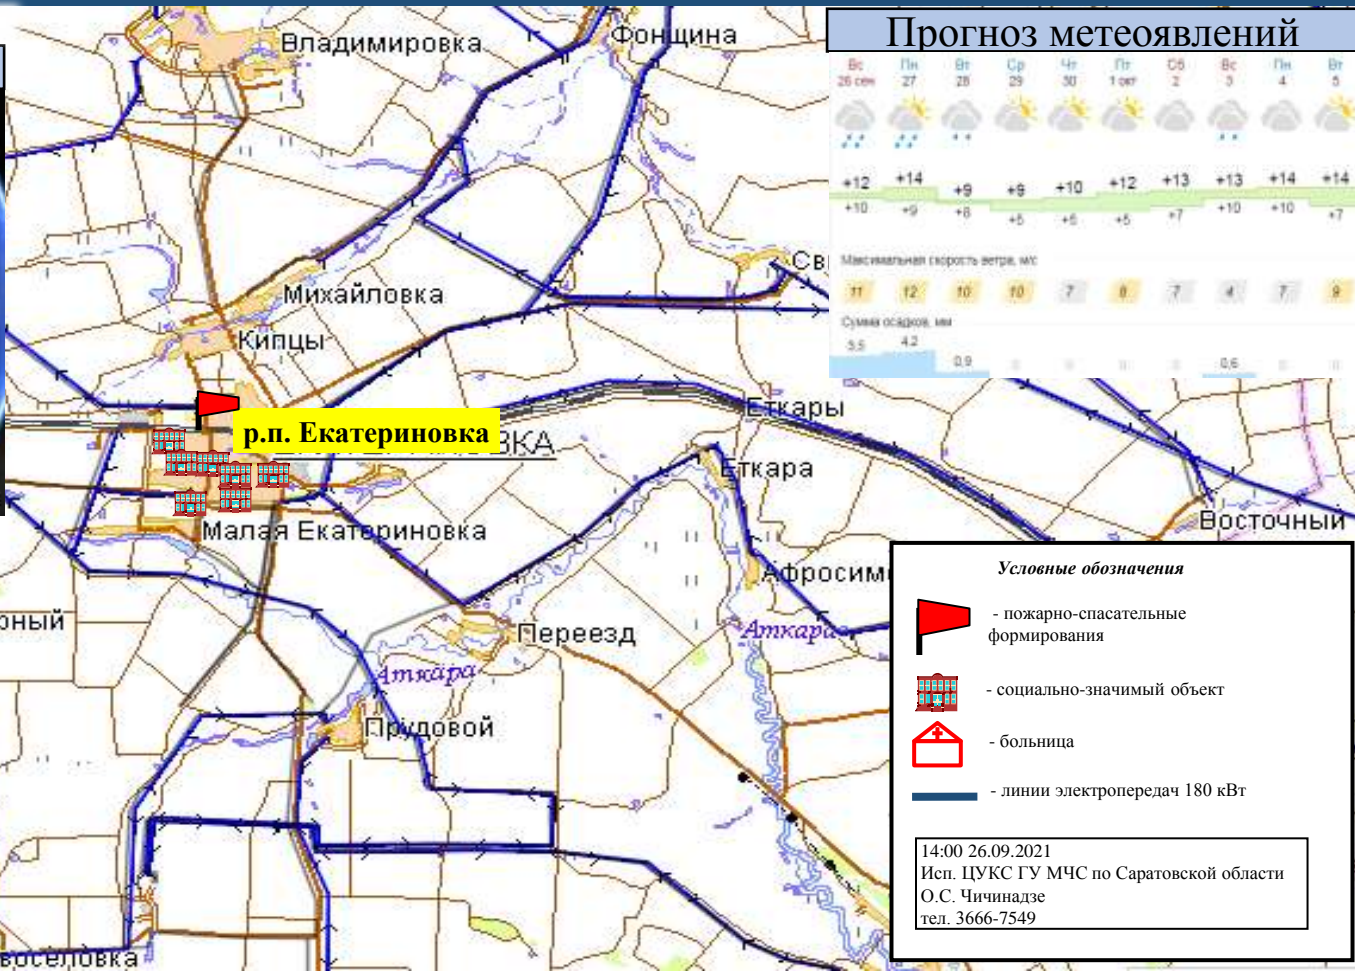 Прогноз метеоявлений
Вс Пн Вт Ср Чт Пт Сб Вс Пн Вт
26 сен 27 28 29 30 1 окт 2 3 4 5
+12 +14 +9 +9 +10 +12 +13 +13 +14 +14
+10 +9 +8 +5 +6 +5 +7 +10 +10 +7
Максимальная скорость ветра, м/с
11 12 10 10 7 8 7 4 7 9
Сумма осадков, мм
3,5 4,2 0,9 0,6
Владимировка
Фонщина
Св
Михайловка
Кипцы
Еткары
р.п. Екатериновка
ВКА
Еткара
Восточный
Малая Екатериновка
Афросим
рный
Переезд
Аткара
Аткара
Прудовой
воселовка
Условные обозначения
- пожарно-спасательные
формирования
- социально-значимый объект
- больница
- линии электропередач 180 кВт
14:00 26.09.2021
Исп. ЦУКС ГУ МЧС по Саратовской области
О.С. Чичинадзе
тел. 3666-7549